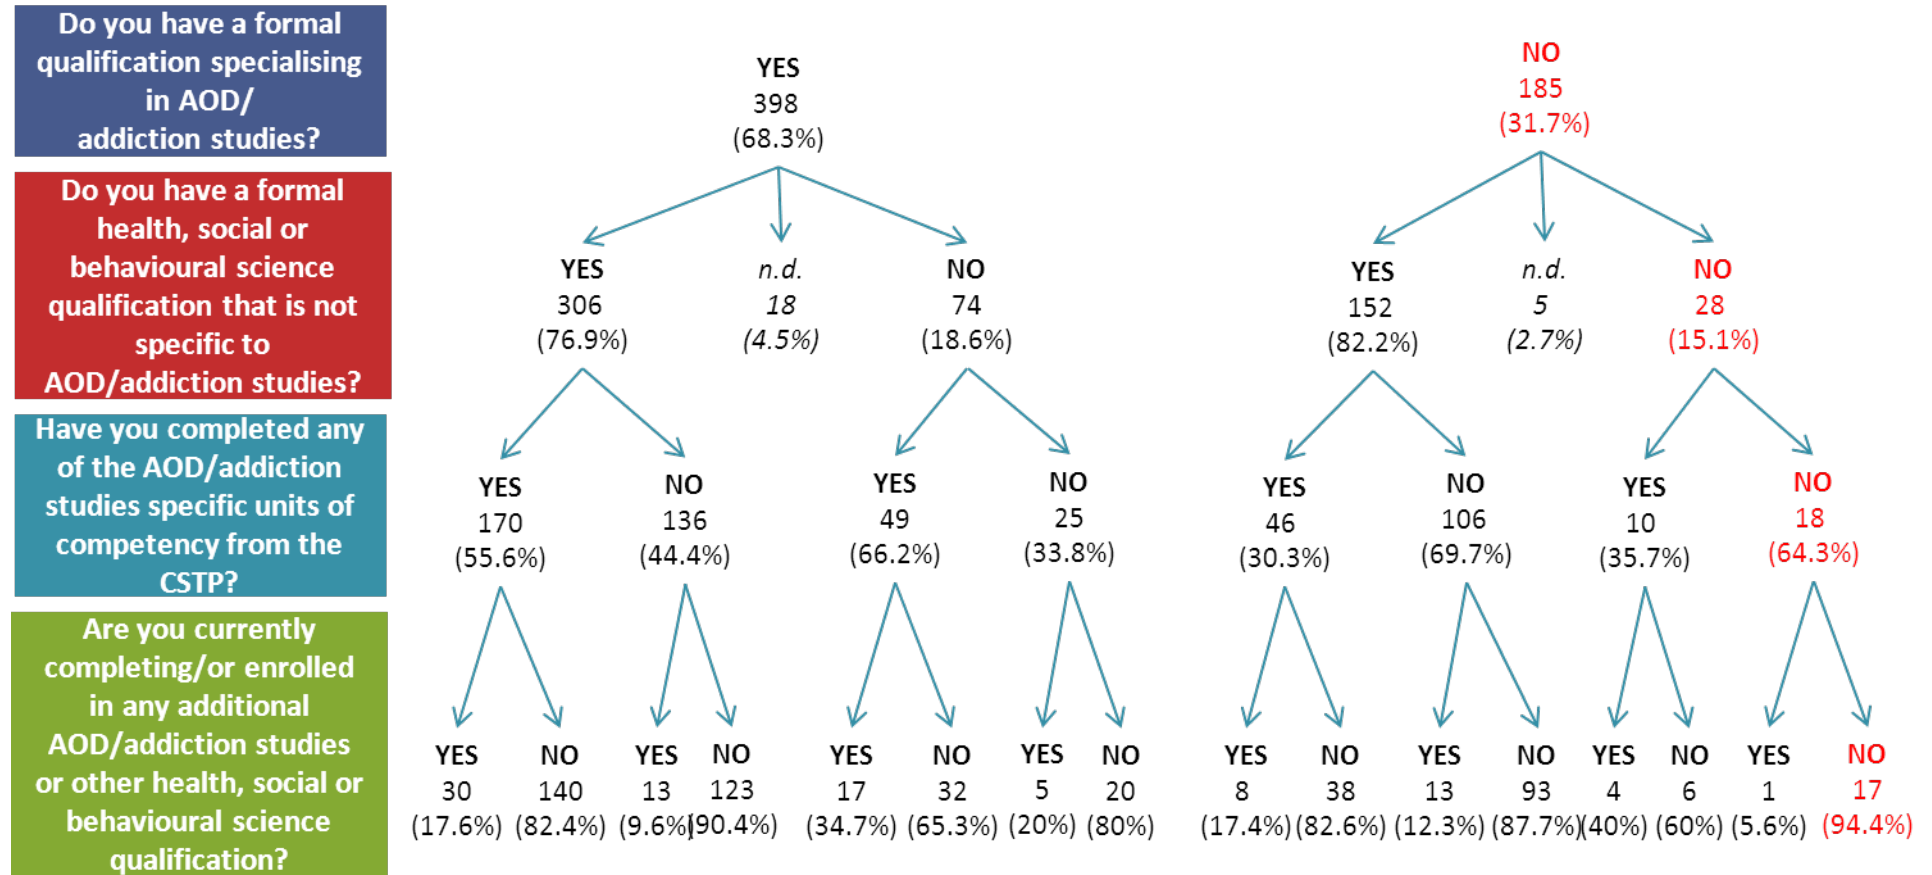 Do you have a formal
qualification specialising
in AOD/
addiction studies?
YES
398
(68.3%)
NO
185
(31.7%)
Do you have a formal
health, social or
behavioural science
qualification that is not
specific to
AOD/addiction studies?
YES
306
(76.9%)
n.d.
18
(4.5%)
NO
74
(18.6%)
YES
152
(82.2%)
n.d.
5
(2.7%)
NO
28
(15.1%)
Have you completed any
of the AOD/addiction
studies specific units of
competency from the
CSTP?
YES
170
(55.6%)
NO
136
(44.4%)
YES
49
(66.2%)
NO
25
(33.8%)
YES
46
(30.3%)
NO
106
(69.7%)
YES
10
(35.7%)
NO
18
(64.3%)
Are you currently
completing/or enrolled
in any additional
AOD/addiction studies
or other health, social or
behavioural science
qualification?
YES
30
(17.6%)
NO
140
(82.4%)
YES
13
(9.6%)
NO
123
(90.4%)
YES
17
(34.7%)
NO
32
(65.3%)
YES
5
(20%)
NO
20
(80%)
YES
8
(17.4%)
NO
38
(82.6%)
YES
13
(12.3%)
NO
93
(87.7%)
YES
4
(40%)
NO
6
(60%)
YES
1
(5.6%)
NO
17
(94.4%)